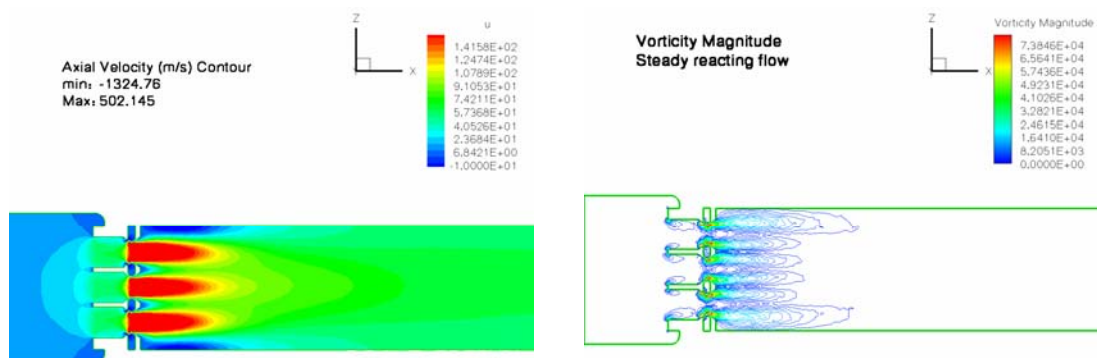 Axial Velocity (m/s) Contour
min: -1324.76
Max: 502.145
Z
X
u
1.4158E+02
1.2474E+02
1.0789E+02
9.1053E+01
7.4211E+01
5.7368E+01
4.0526E+01
2.3684E+01
6.8421E+00
-1.0000E+01
Vorticity Magnitude
Steady reacting flow
Z
X
Vorticity Magnitude
7.3846E+04
6.5641E+04
5.7436E+04
4.9231E+04
4.1026E+04
3.2821E+04
2.4615E+04
1.6410E+04
8.2051E+03
0.0000E+00